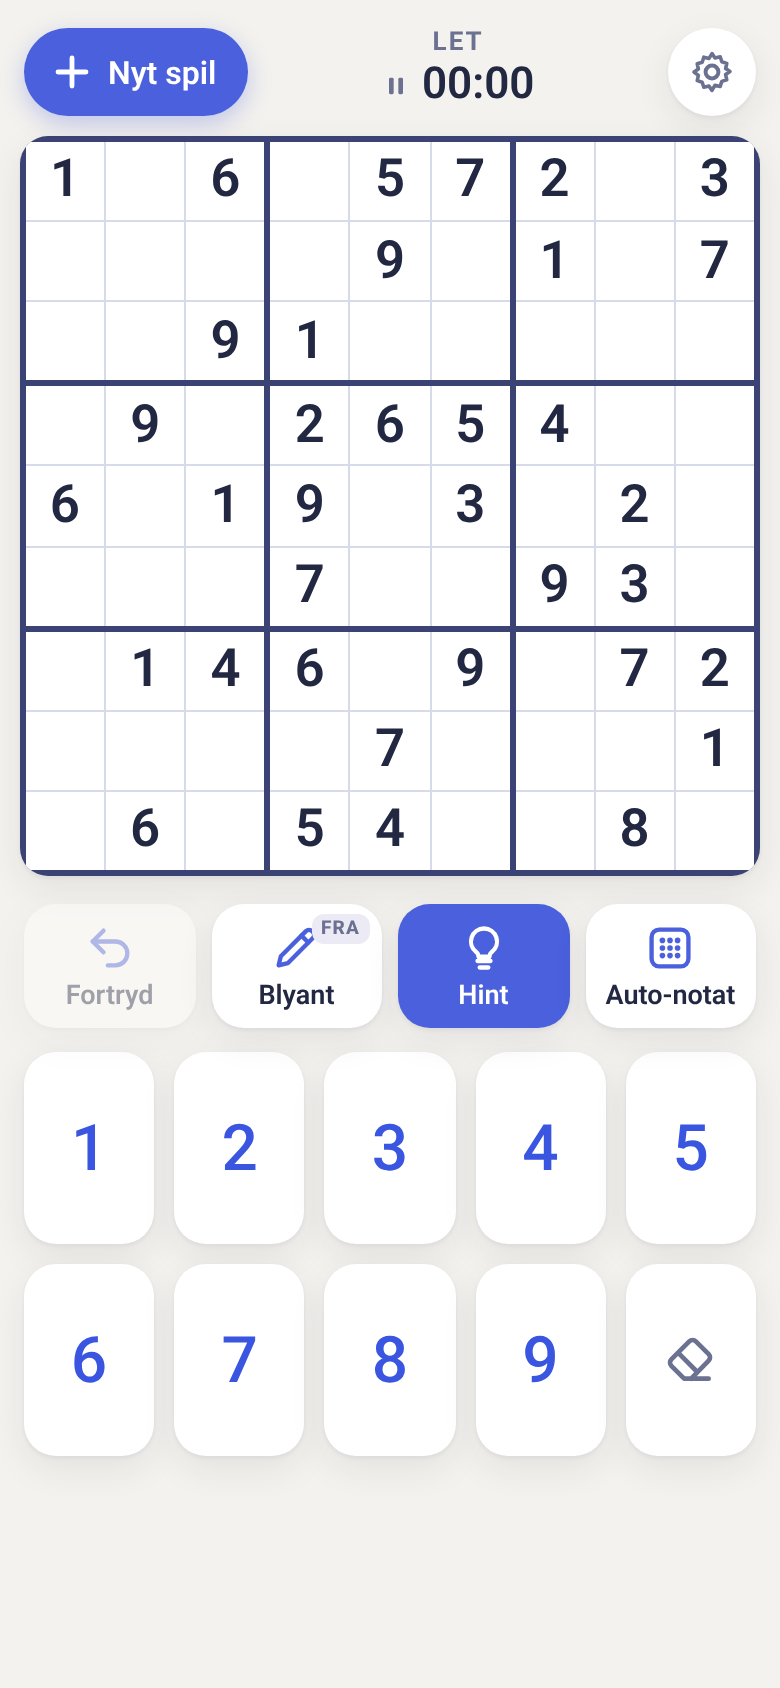 Nyt spil
LET
00:00
1 6 5 7 2 3
9 1 7
9 1
9 2 6 5 4
6 1 9 3 2
7 9 3
1 4 6 9 7 2
7 1
6 5 4 8
Fortryd
Blyant FRA
Hint
Auto-notat
1 2 3 4 5
6 7 8 9